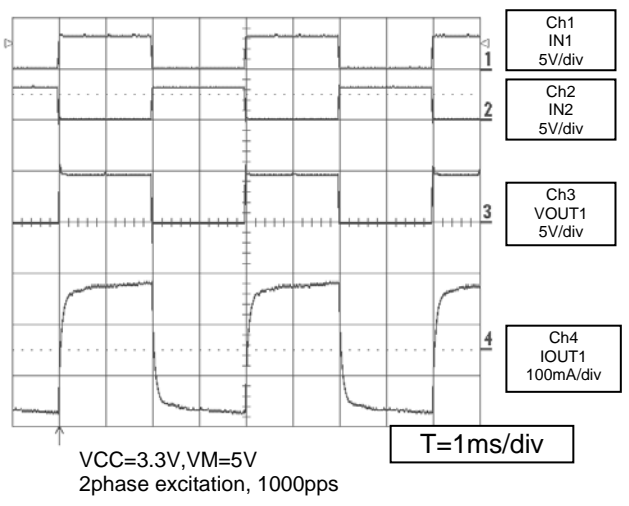 Ch1
IN1
5V/div
1
Ch2
IN2
5V/div
2
Ch3
VOUT1
5V/div
3
Ch4
IOUT1
100mA/div
4
T=1ms/div
VCC=3.3V,VM=5V
2phase excitation, 1000pps